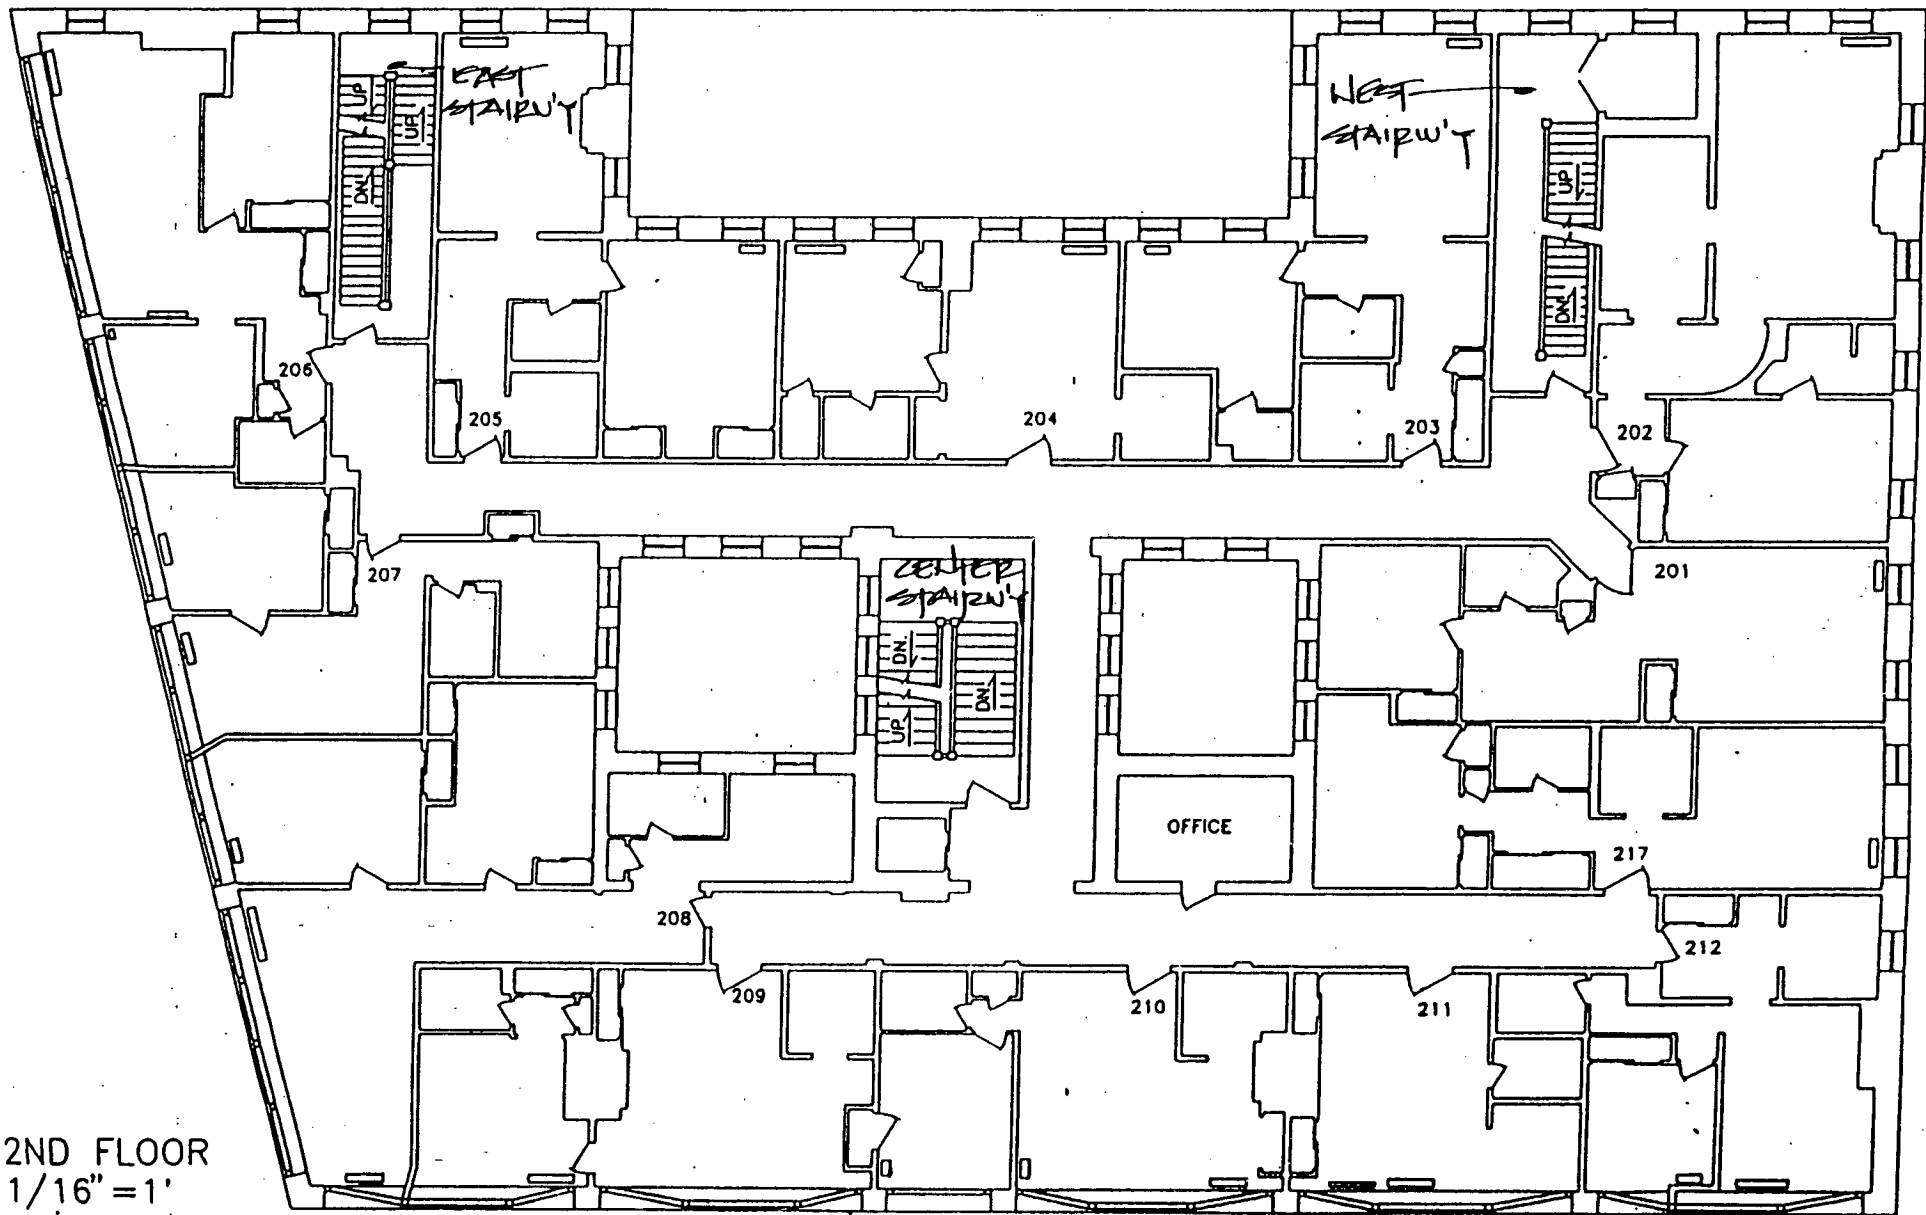 UP
UP
DN.
EAST
STAIRW'Y
WEST
STAIRW'Y
UP
DN.
206
205
204
203
202
207
CENTER
STAIRW'Y
201
DN.
DN.
UP
OFFICE
217
208
212
209
210
211
2ND FLOOR
1/16"=1'